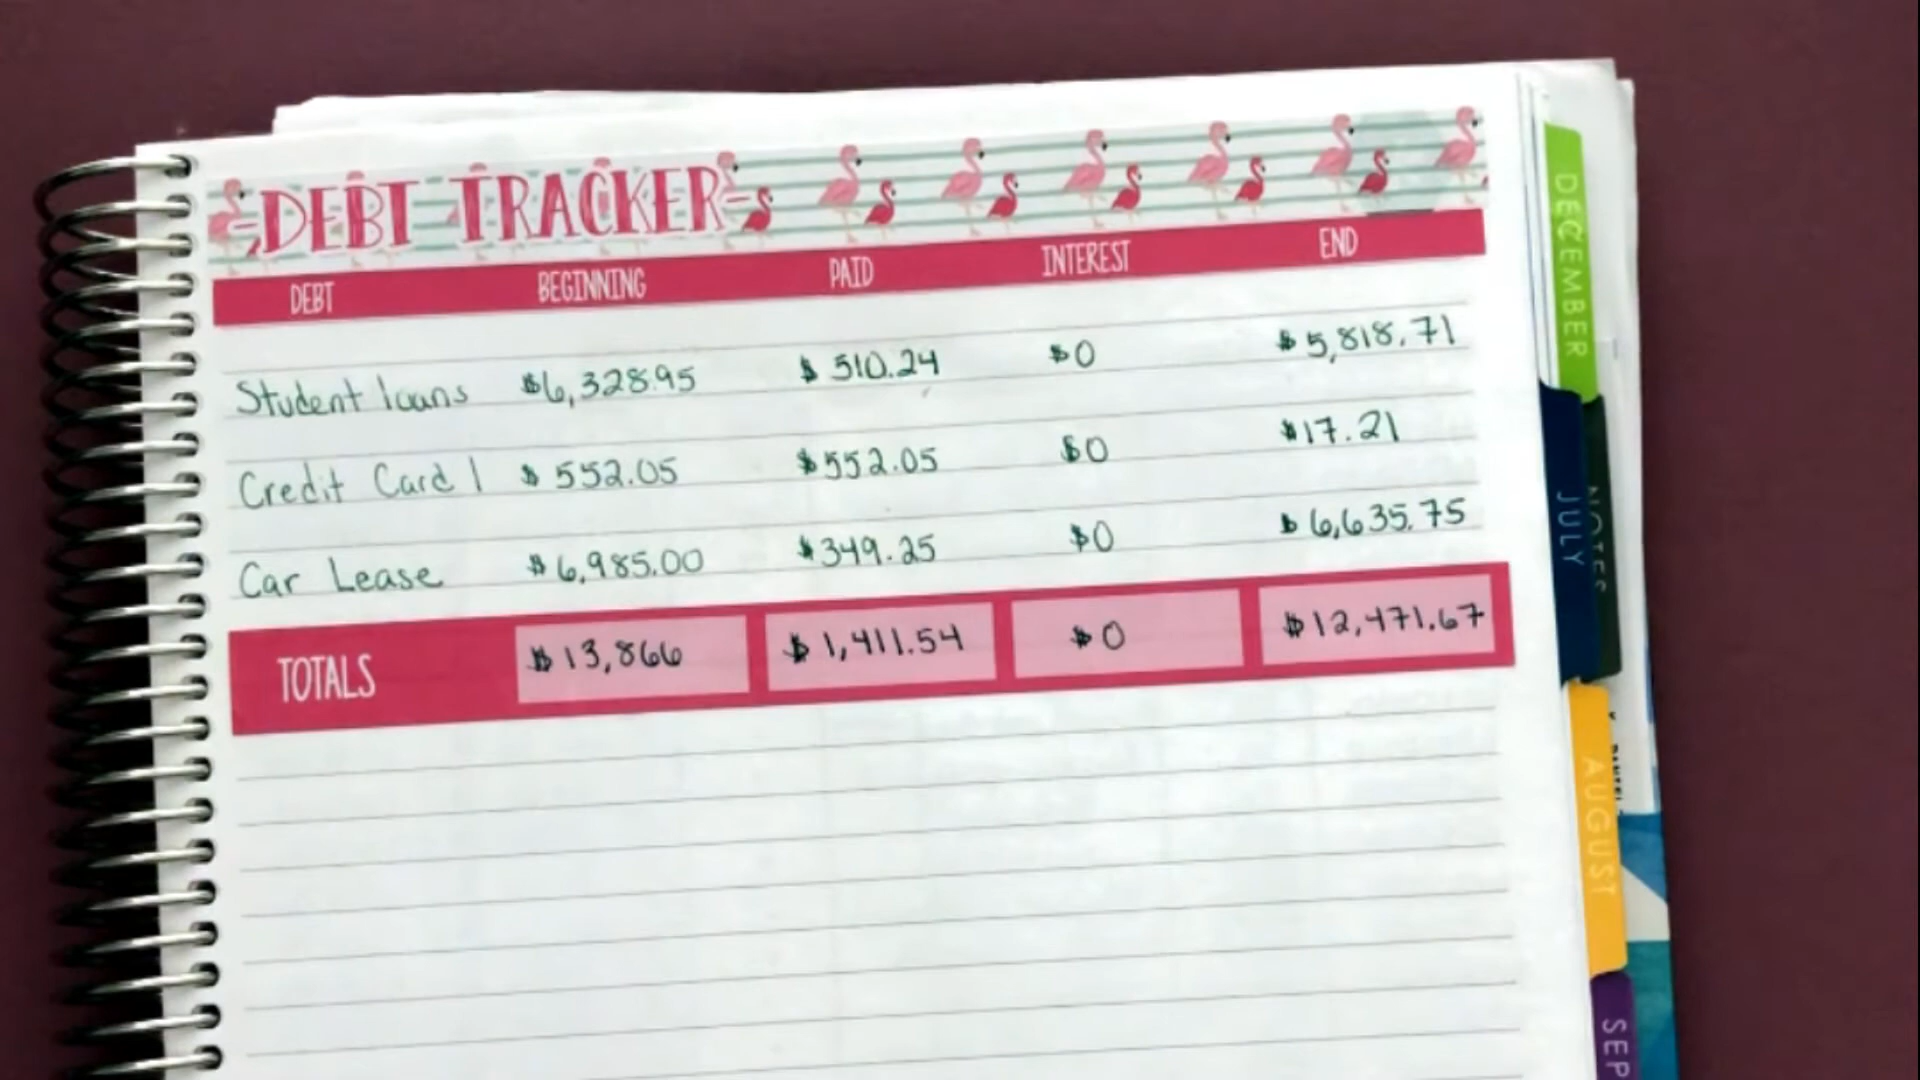 DEBT TRACKER
DEBT BEGINNING PAID INTEREST END
Student loans $6,328.95 $510.24 $0 $5,818.71
Credit Card 1 $552.05 $552.05 $0 $17.21
Car Lease $6,985.00 $349.25 $0 $6,635.75
TOTALS $13,866 $1,411.54 $0 $12,471.67
DECEMBER
NOTES
JULY
AUGUST
SEP